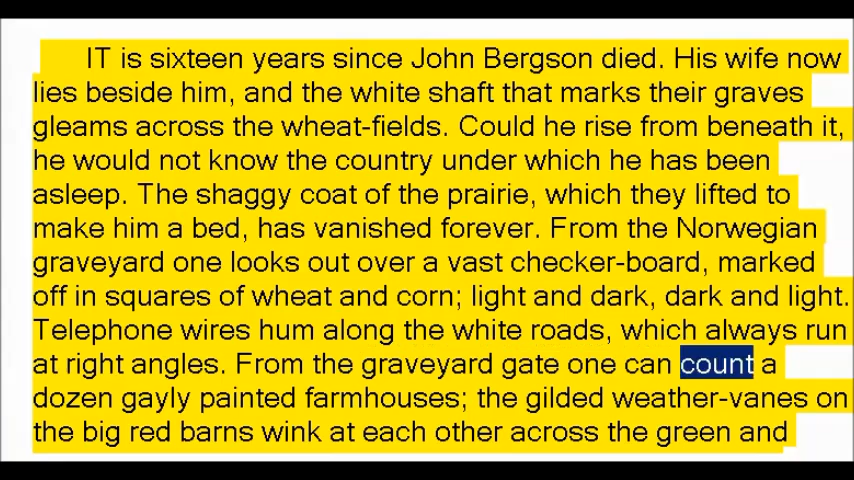 IT is sixteen years since John Bergson died. His wife now
lies beside him, and the white shaft that marks their graves
gleams across the wheat-fields. Could he rise from beneath it,
he would not know the country under which he has been
asleep. The shaggy coat of the prairie, which they lifted to
make him a bed, has vanished forever. From the Norwegian
graveyard one looks out over a vast checker-board, marked
off in squares of wheat and corn; light and dark, dark and light.
Telephone wires hum along the white roads, which always run
at right angles. From the graveyard gate one can count a
dozen gayly painted farmhouses; the gilded weather-vanes on
the big red barns wink at each other across the green and